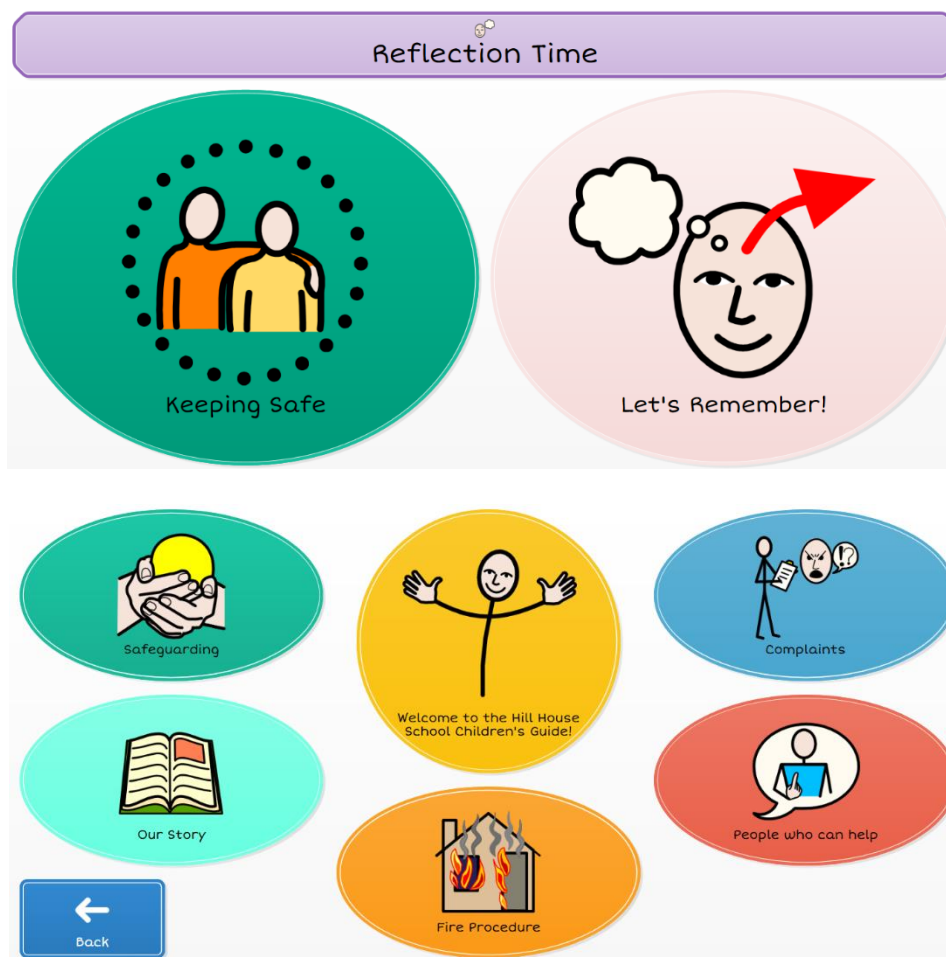 Reflection Time
Keeping Safe
Let's Remember!
Safeguarding
Welcome to the Hill House
School Children's Guide!
Complaints
!?
Our Story
People who can help
Fire Procedure
Back